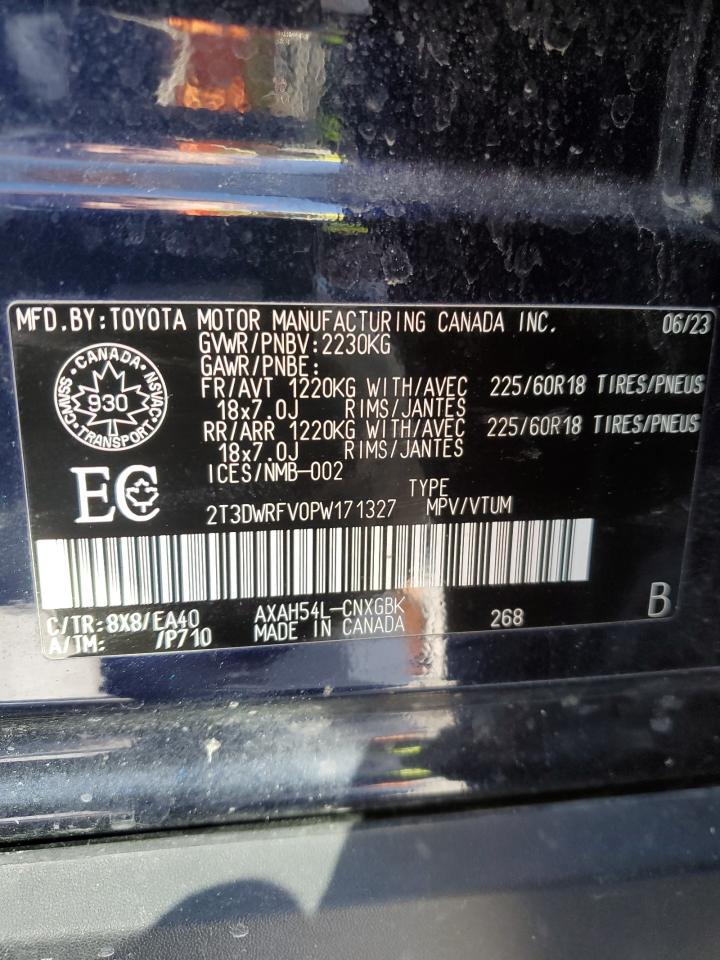 MFD.BY:TOYOTA MOTOR MANUFACTURING CANADA INC. 06/23
GVWR/PNBV:2230KG
GAWR/PNBE:
FR/AVT 1220KG WITH/AVEC 225/60R18 TIRES/PNEUS
18x7.0J RIMS/JANTES
RR/ARR 1220KG WITH/AVEC 225/60R18 TIRES/PNEUS
18x7.0J RIMS/JANTES
ICES/NMB-002
CANADA
CMVSS NSVAC
930
TRANSPORT
EC
TYPE
2T3DWRFV0PW171327 MPV/VTUM
C/TR:8X8/EA40 AXAH54L-CNXGBK 268 B
A/TM: /P710 MADE IN CANADA